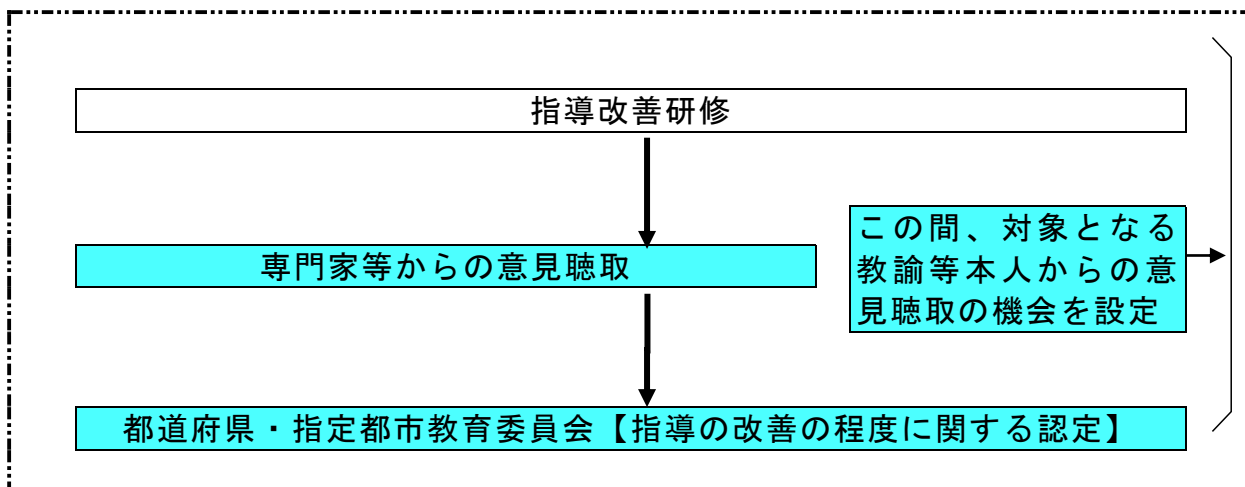 指導改善研修
専門家等からの意見聴取
この間、対象となる
教諭等本人からの意
見聴取の機会を設定
都道府県・指定都市教育委員会【指導の改善の程度に関する認定】